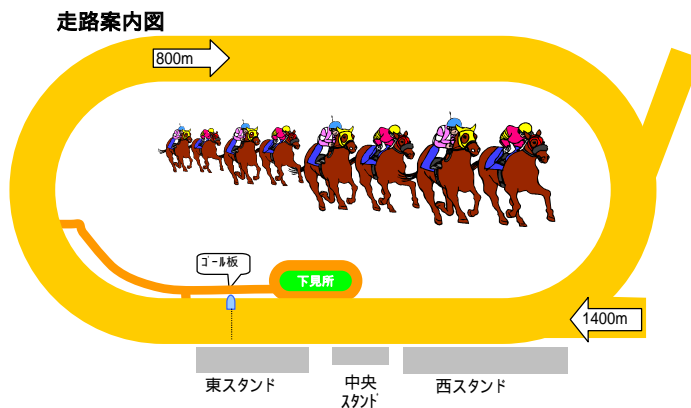 走路案内図
800m
ゴール板
下見所
1400m
東スタンド
中央
スタンド
西スタンド